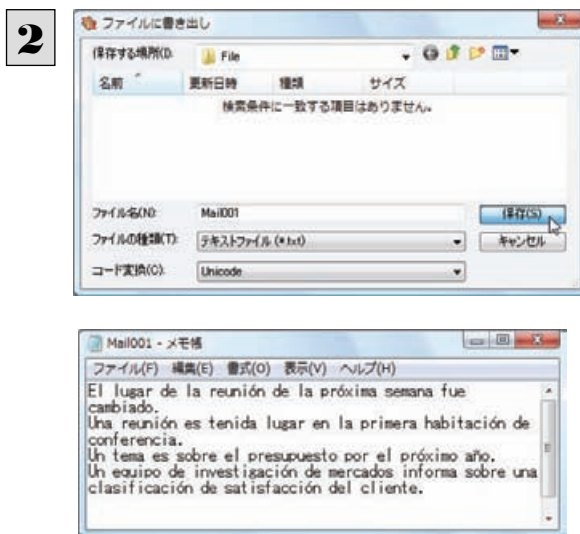 2
ファイルに書き出し
保存する場所(I):
File
名前 更新日時 種類 サイズ
検索条件に一致する項目はありません。
ファイル名(N):
Mail001
保存(S)
ファイルの種類(T):
テキストファイル (*.txt)
キャンセル
コード変換(C):
Unicode
Mail001 - メモ帳
ファイル(F) 編集(E) 書式(O) 表示(V) ヘルプ(H)
El lugar de la reunión de la próxima semana fue
cambiado.
Una reunión es tenida lugar en la primera habitación de
conferencia.
Un tema es sobre el presupuesto por el próximo año.
Un equipo de investigación de mercados informa sobre una
clasificación de satisfacción del cliente.